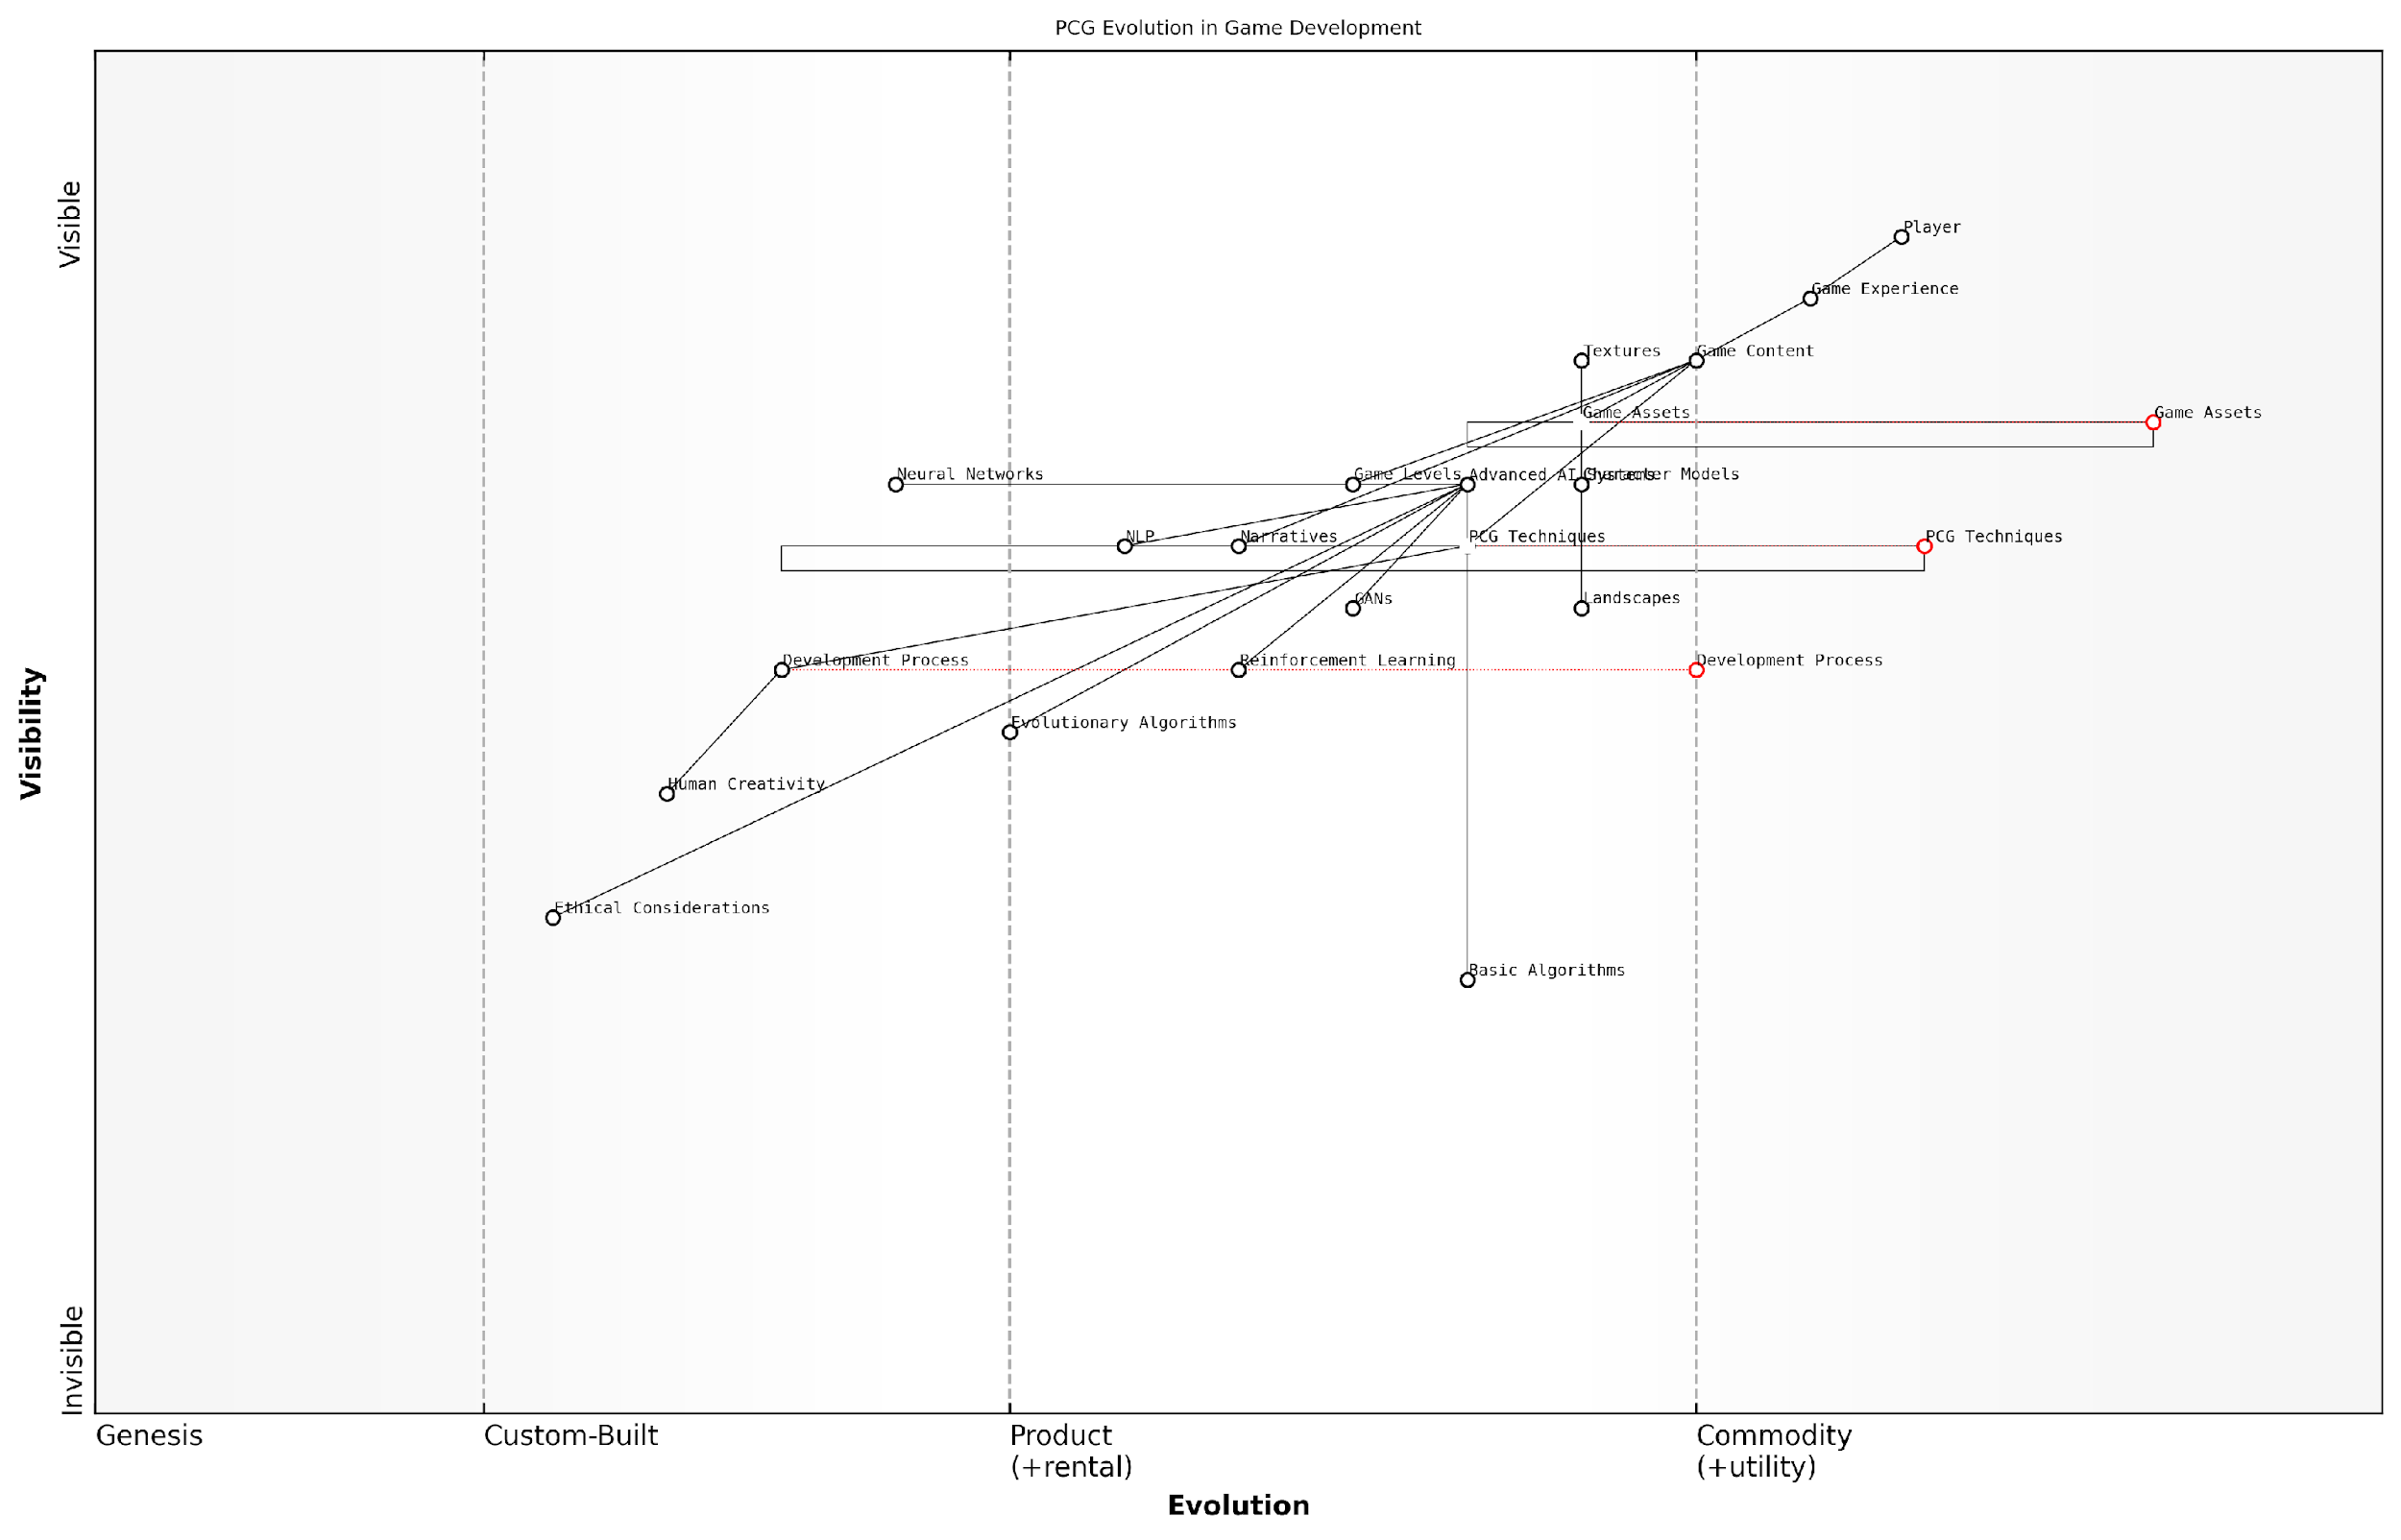 PCG Evolution in Game Development
Visible
Player
Game Experience
Textures
Game Content
Game Assets
Game Assets
Neural Networks
Game Levels
Advanced AI Systems
Character Models
NLP
Narratives
PCG Techniques
PCG Techniques
GANs
Landscapes
Development Process
Reinforcement Learning
Development Process
Visibility
Evolutionary Algorithms
Human Creativity
Ethical Considerations
Basic Algorithms
Invisible
Genesis
Custom-Built
Product
(+rental)
Commodity
(+utility)
Evolution